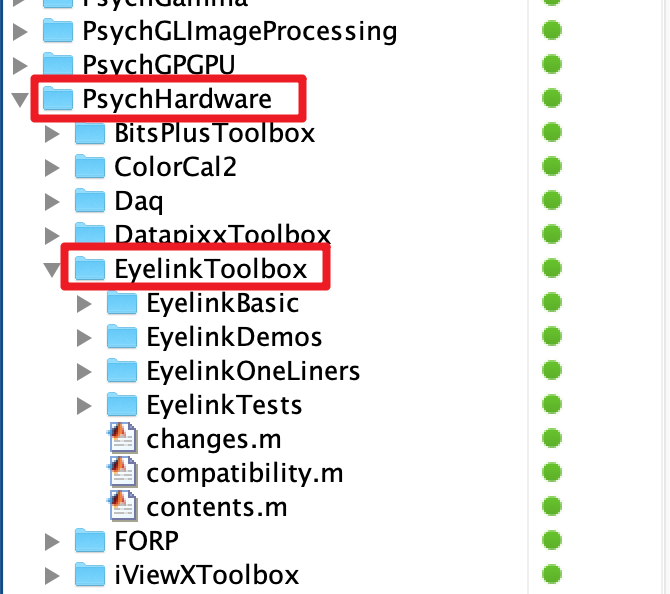 PsychGamma
PsychGLImageProcessing
PsychGPGPU
PsychHardware
BitsPlusToolbox
ColorCal2
Daq
DatapixxToolbox
EyelinkToolbox
EyelinkBasic
EyelinkDemos
EyelinkOneLiners
EyelinkTests
changes.m
compatibility.m
contents.m
FORP
iViewXToolbox